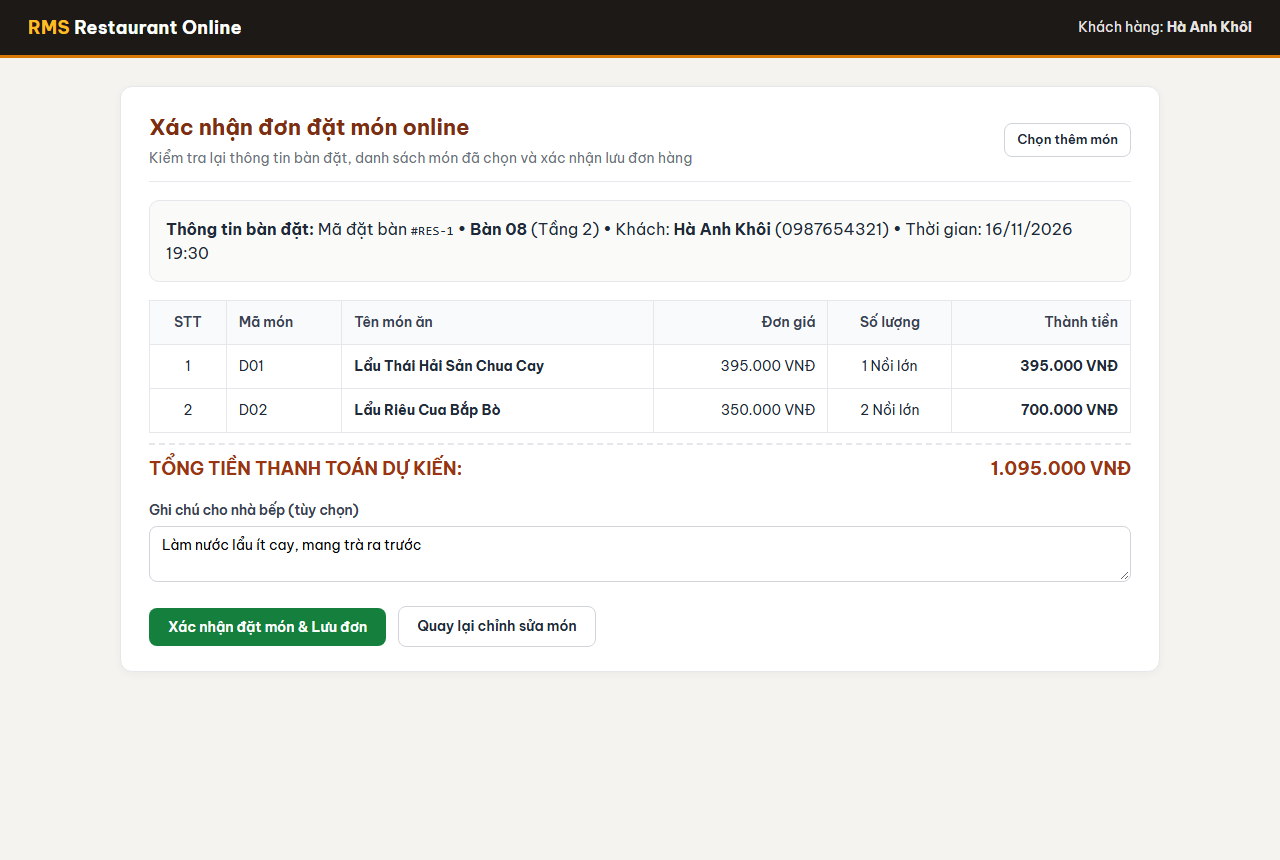 RMS Restaurant Online
Khách hàng: Hà Anh Khôi
Xác nhận đơn đặt món online
Kiểm tra lại thông tin bàn đặt, danh sách món đã chọn và xác nhận lưu đơn hàng
Chọn thêm món
Thông tin bàn đặt: Mã đặt bàn #RES-1 • Bàn 08 (Tầng 2) • Khách: Hà Anh Khôi (0987654321) • Thời gian: 16/11/2026
19:30
STT Mã món Tên món ăn Đơn giá Số lượng Thành tiền
1 D01 Lẩu Thái Hải Sản Chua Cay 395.000 VNĐ 1 Nồi lớn 395.000 VNĐ
2 D02 Lẩu Riêu Cua Bắp Bò 350.000 VNĐ 2 Nồi lớn 700.000 VNĐ
TỔNG TIỀN THANH TOÁN DỰ KIẾN: 1.095.000 VNĐ
Ghi chú cho nhà bếp (tùy chọn)
Làm nước lẩu ít cay, mang trà ra trước
Xác nhận đặt món & Lưu đơn
Quay lại chỉnh sửa món